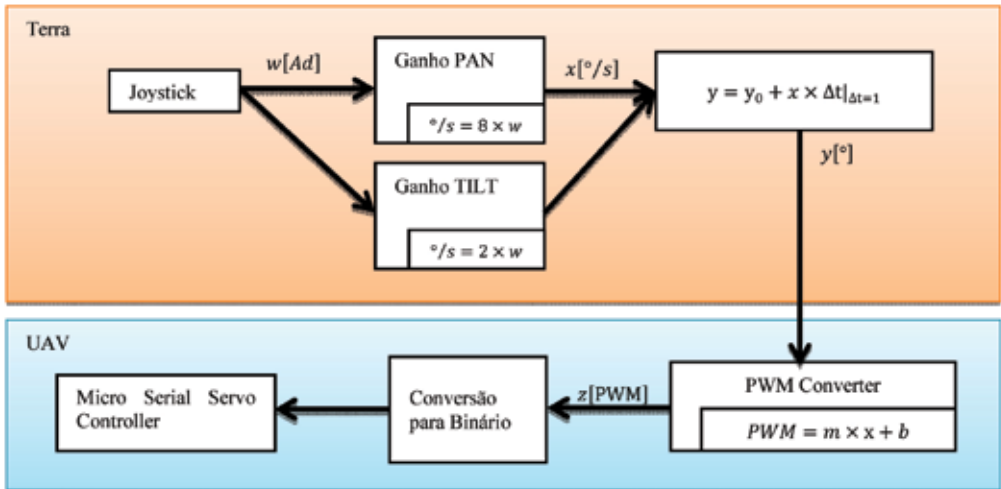 Terra
Joystick
w[Ad]
Ganho PAN
°/s = 8 × w
Ganho TILT
°/s = 2 × w
x[°/s]
y = y₀ + x × Δt|Δt=1
y[°]
UAV
Micro Serial Servo
Controller
Conversão
para Binário
z[PWM]
PWM Converter
PWM = m × x + b